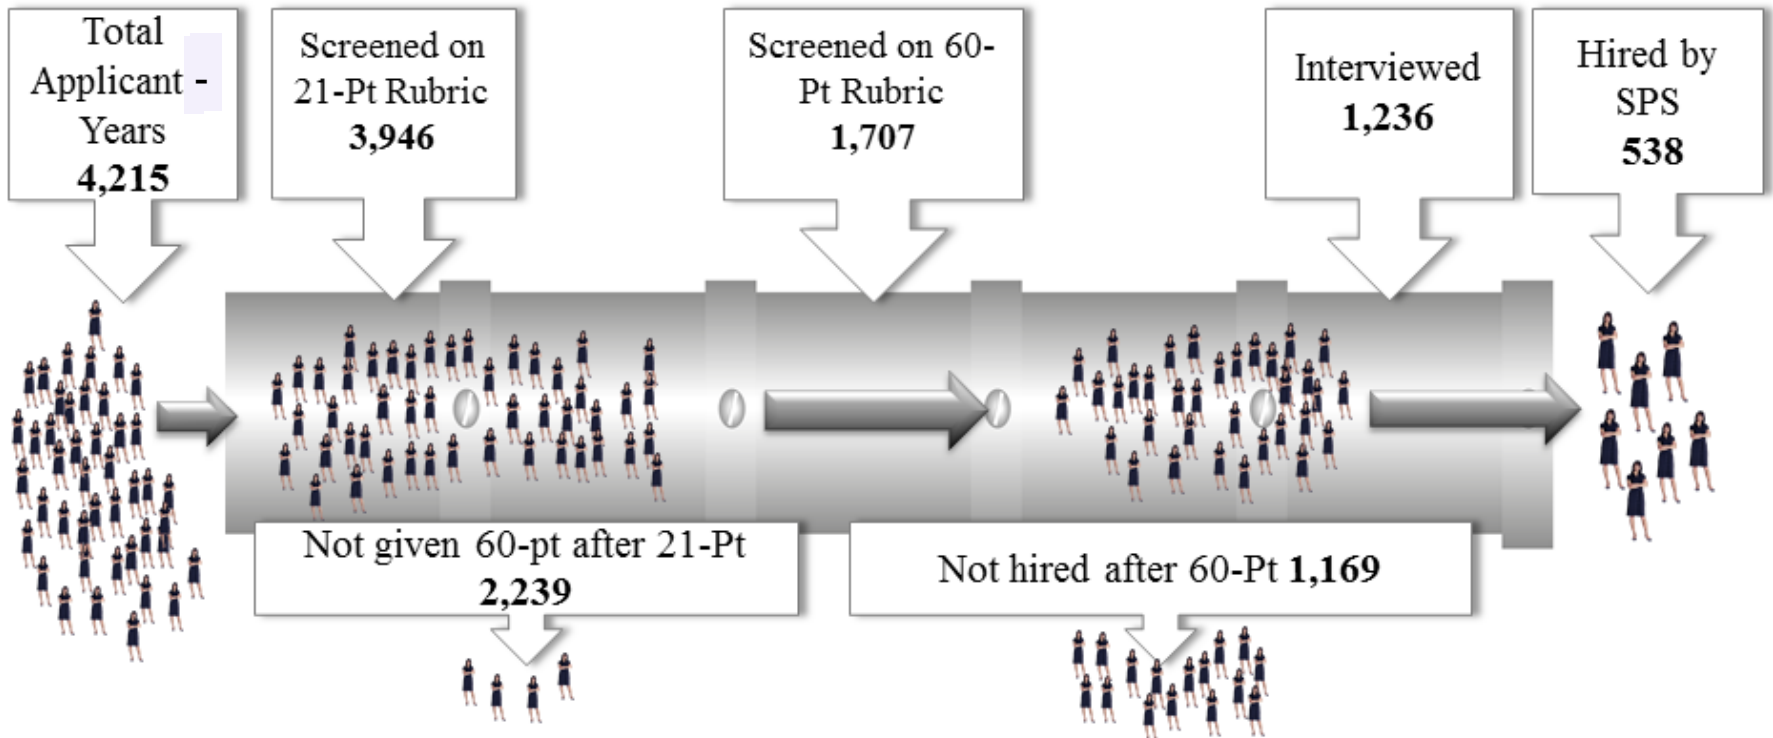 Total
Applicant -
Years
4,215
Screened on
21-Pt Rubric
3,946
Screened on 60-
Pt Rubric
1,707
Interviewed
1,236
Hired by
SPS
538
Not given 60-pt after 21-Pt
2,239
Not hired after 60-Pt 1,169